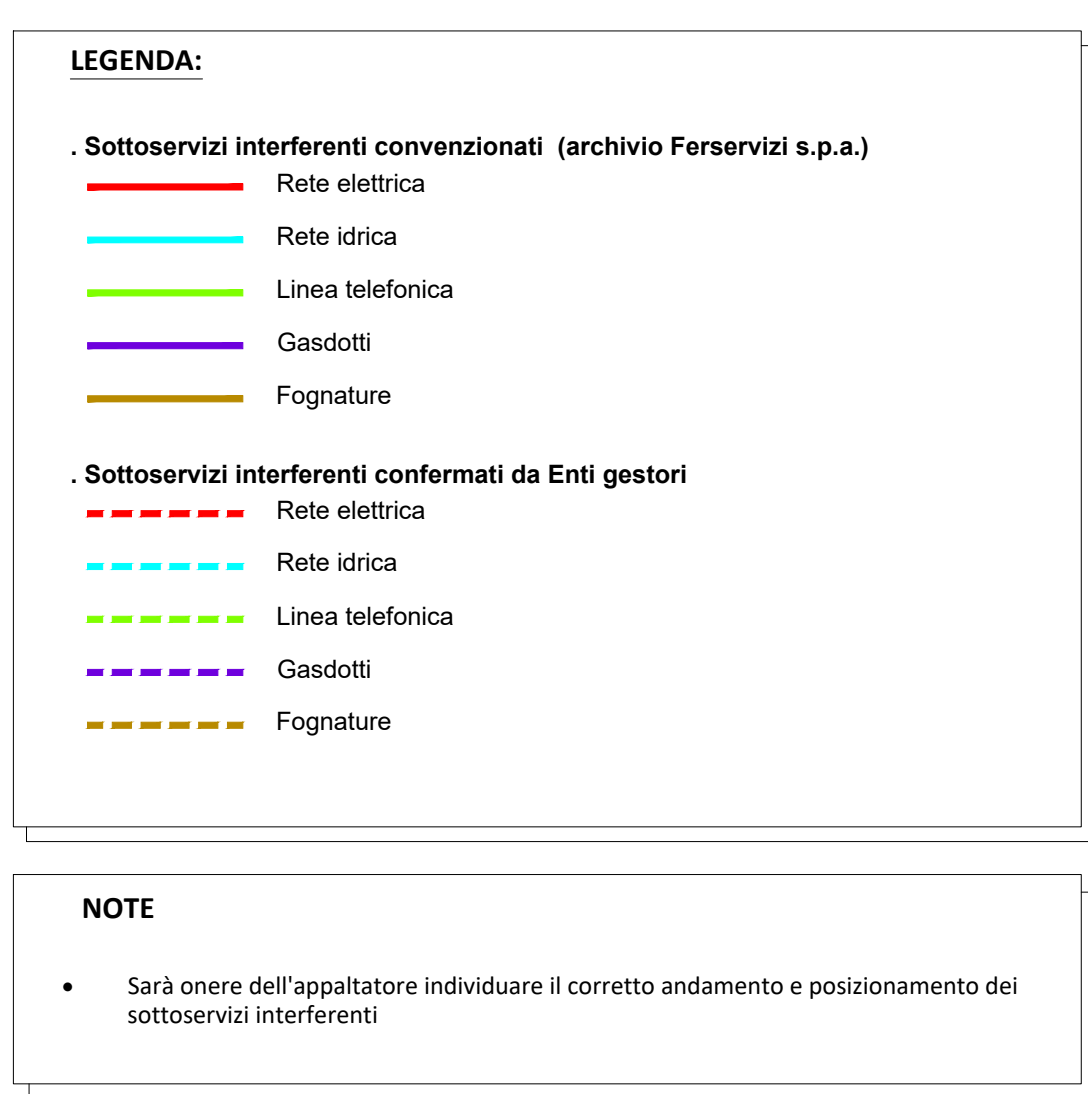 LEGENDA:
. Sottoservizi interferenti convenzionati (archivio Ferservizi s.p.a.)
Rete elettrica
Rete idrica
Linea telefonica
Gasdotti
Fognature
. Sottoservizi interferenti confermati da Enti gestori
Rete elettrica
Rete idrica
Linea telefonica
Gasdotti
Fognature
NOTE
• Sarà onere dell'appaltatore individuare il corretto andamento e posizionamento dei
sottoservizi interferenti